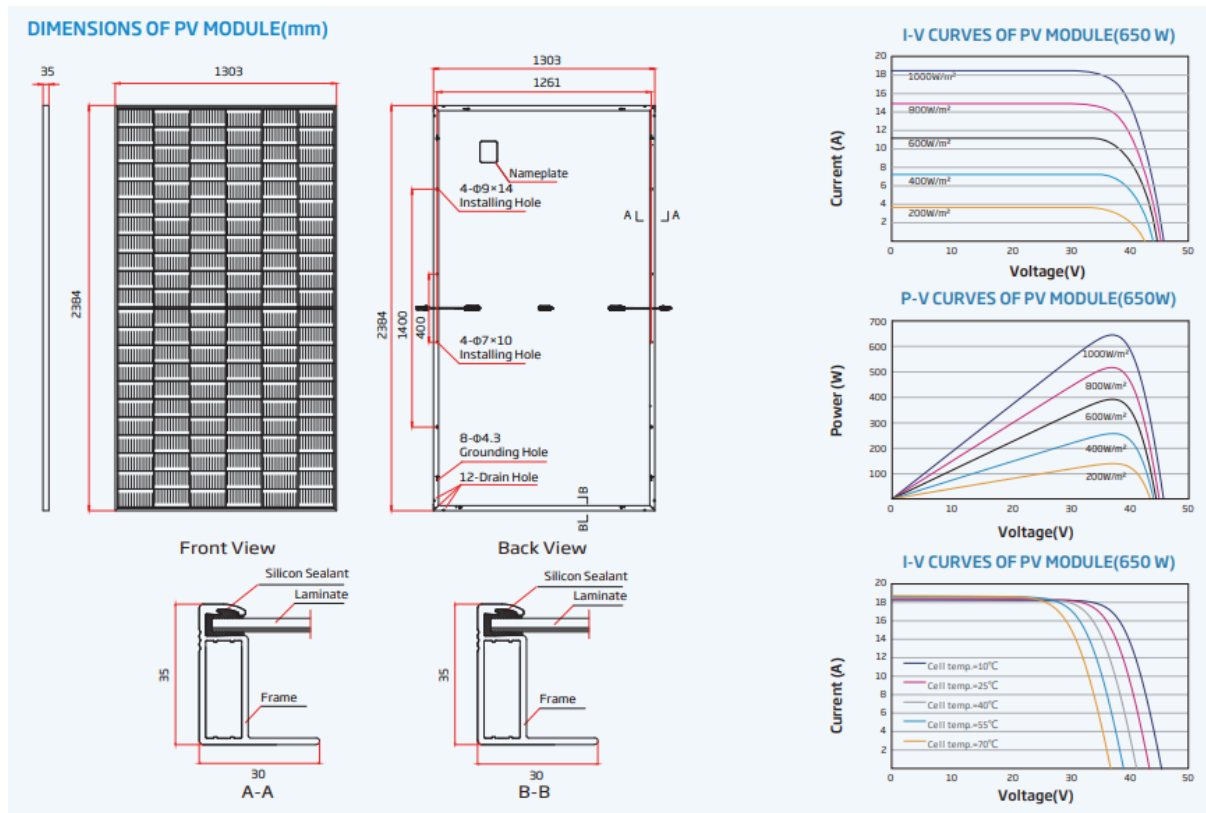 DIMENSIONS OF PV MODULE(mm)
35
1303
2384
Front View
1303
1261
Nameplate
4-Φ9×14
Installing Hole
A
A
2384
1400
400
4-Φ7×10
Installing Hole
8-Φ4.3
Grounding Hole
12-Drain Hole
B
B
Back View
Silicon Sealant
Laminate
35
Frame
30
A-A
Silicon Sealant
Laminate
35
Frame
30
B-B
I-V CURVES OF PV MODULE(650 W)
Current (A)
20
18
16
14
12
10
8
6
4
2
1000W/m²
800W/m²
600W/m²
400W/m²
200W/m²
0
10
20
30
40
50
Voltage(V)
P-V CURVES OF PV MODULE(650W)
Power (W)
700
600
500
400
300
200
100
1000W/m²
800W/m²
600W/m²
400W/m²
200W/m²
0
10
20
30
40
50
Voltage(V)
I-V CURVES OF PV MODULE(650 W)
Current (A)
20
18
16
14
12
10
8
6
4
2
Cell temp.=10℃
Cell temp.=25℃
Cell temp.=40℃
Cell temp.=55℃
Cell temp.=70℃
0
10
20
30
40
50
Voltage(V)